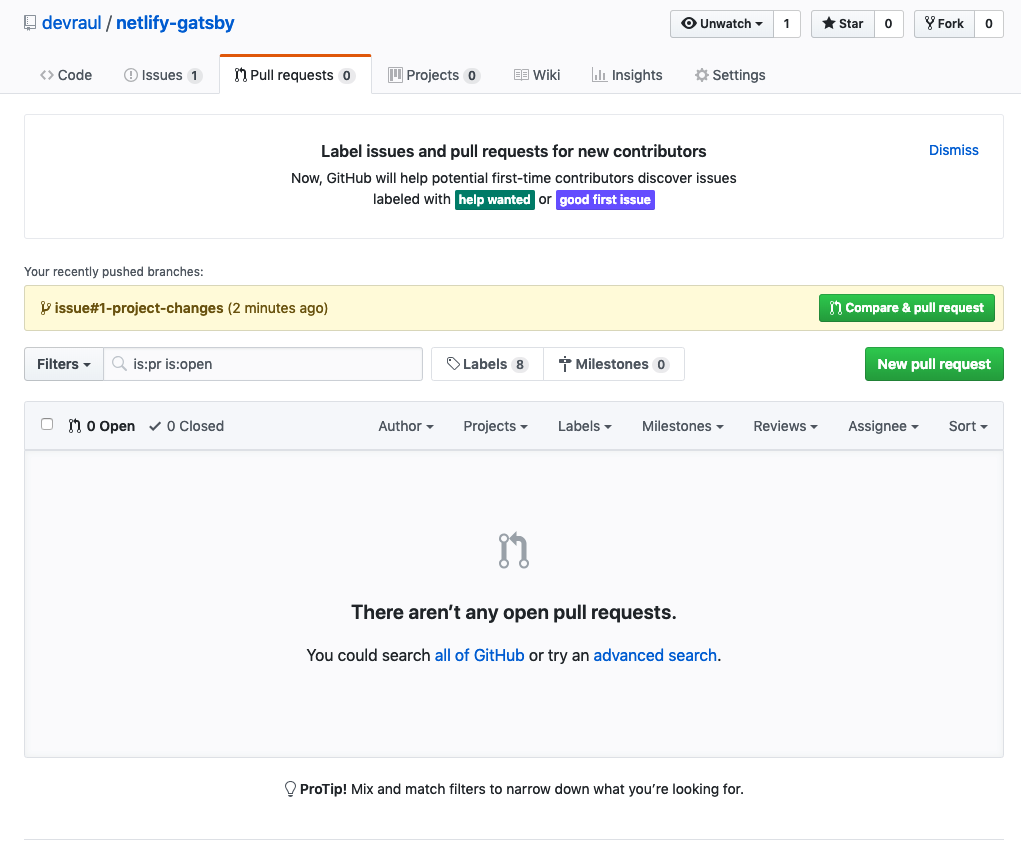 devraul / netlify-gatsby
Unwatch 1 Star 0 Fork 0
Code Issues 1 Pull requests 0 Projects 0 Wiki Insights Settings
Label issues and pull requests for new contributors
Dismiss
Now, GitHub will help potential first-time contributors discover issues
labeled with help wanted or good first issue
Your recently pushed branches:
issue#1-project-changes (2 minutes ago)
Compare & pull request
Filters is:pr is:open Labels 8 Milestones 0 New pull request
0 Open 0 Closed Author Projects Labels Milestones Reviews Assignee Sort
There aren’t any open pull requests.
You could search all of GitHub or try an advanced search.
ProTip! Mix and match filters to narrow down what you’re looking for.